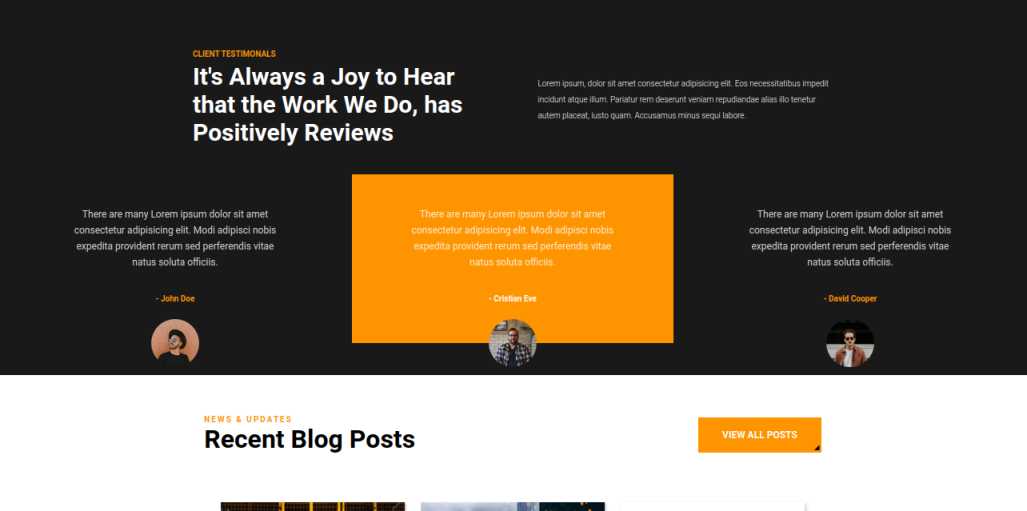 CLIENT TESTIMONALS
It's Always a Joy to Hear
that the Work We Do, has
Positively Reviews
Lorem ipsum, dolor sit amet consectetur adipisicing elit. Eos necessitatibus impedit
incidunt atque illum. Pariatur rem deserunt veniam repudiandae alias illo tenetur
autem placeat, iusto quam. Accusamus minus sequi labore.
There are many Lorem ipsum dolor sit amet
consectetur adipisicing elit. Modi adipisci nobis
expedita provident rerum sed perferendis vitae
natus soluta officiis.
- John Doe
There are many Lorem ipsum dolor sit amet
consectetur adipisicing elit. Modi adipisci nobis
expedita provident rerum sed perferendis vitae
natus soluta officiis.
- Cristian Eve
There are many Lorem ipsum dolor sit amet
consectetur adipisicing elit. Modi adipisci nobis
expedita provident rerum sed perferendis vitae
natus soluta officiis.
- David Cooper
NEWS & UPDATES
Recent Blog Posts
VIEW ALL POSTS